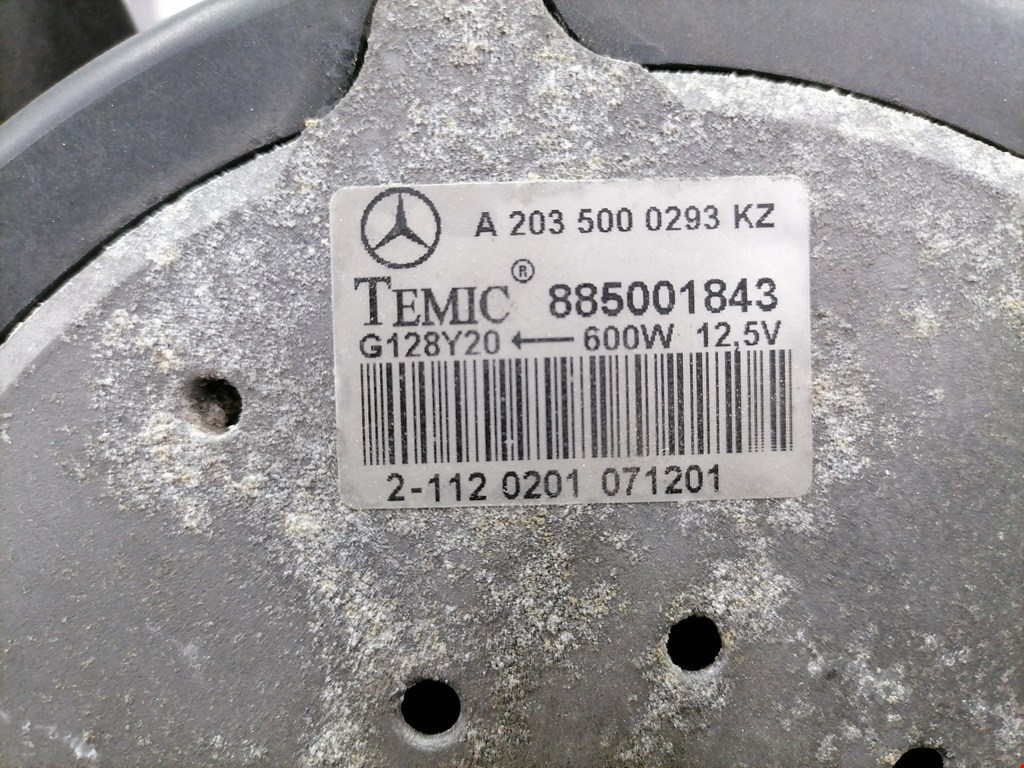 A 203 500 0293 KZ
TEMIC® 885001843
G128Y20 ← 600W 12,5V
2-112 0201 071201